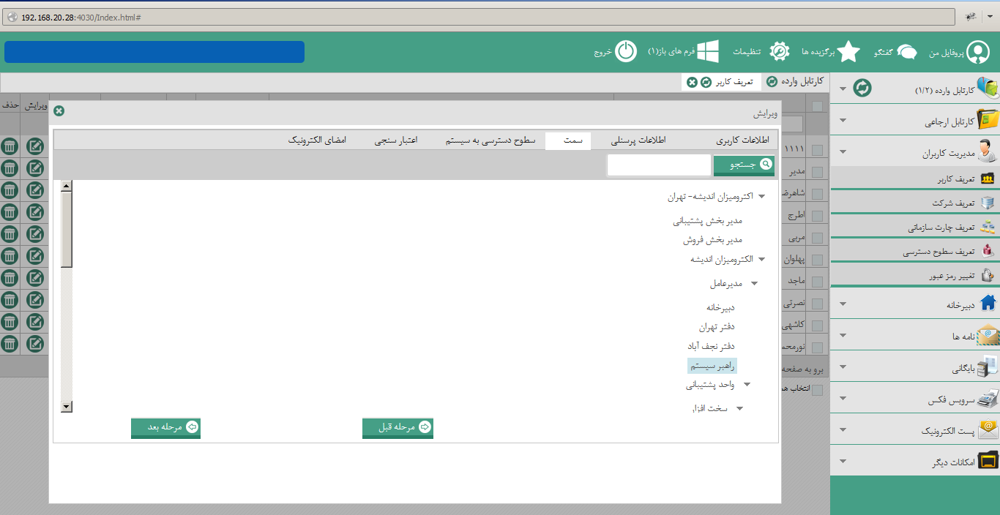 192.168.20.28:4030/Index.html#
پروفایل من
گفتگو
برگزیده ها
تنظیمات
فرم های باز(۱)
خروج
کارتابل وارده
تعریف کاربر
کارتابل وارده (۱/۲)
کارتابل ارجاعی
مدیریت کاربران
تعریف کاربر
تعریف شرکت
تعریف چارت سازمانی
تعریف سطوح دسترسی
تغییر رمز عبور
دبیرخانه
نامه ها
بایگانی
سرویس فکس
پست الکترونیک
امکانات دیگر
ویرایش
حذف
۱۱۱۱
مدیر
شاهرض
اطرج
مربی
پهلوان
ماجد
نصرتی
کاشهی
نورمحم
برو به صفحه
انتخاب هم
ویرایش
اطلاعات کاربری
اطلاعات پرسنلی
سمت
سطوح دسترسی به سیستم
اعتبار سنجی
امضای الکترونیک
جستجو
اکترومیزان اندیشه- تهران
مدیر بخش پشتیبانی
مدیر بخش فروش
الکترومیزان اندیشه
مدیرعامل
دبیرخانه
دفتر تهران
دفتر نجف آباد
راهبر سیستم
واحد پشتیبانی
سخت افزار
مرحله قبل
مرحله بعد